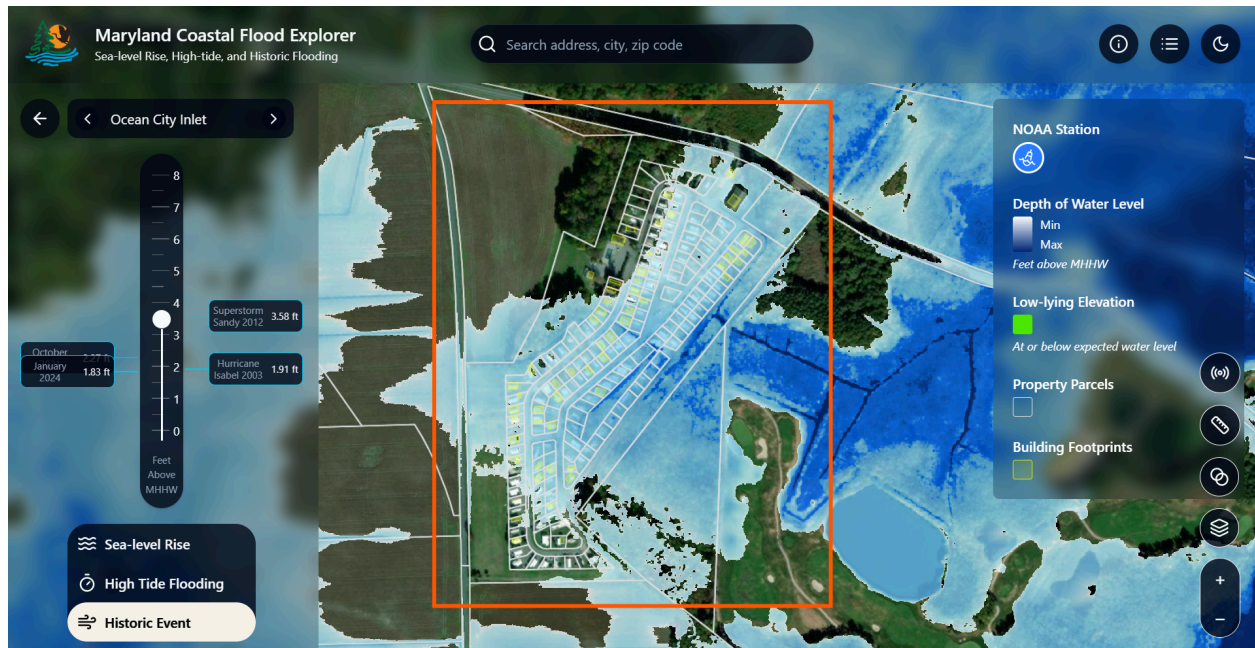 Maryland Coastal Flood Explorer
Sea-level Rise, High-tide, and Historic Flooding
Search address, city, zip code
Ocean City Inlet
8
7
6
5
4
3
2
1
0
Feet
Above
MHHW
Superstorm
Sandy 2012 3.58 ft
October
2.27 ft
January
2024 1.83 ft
Hurricane
Isabel 2003 1.91 ft
Sea-level Rise
High Tide Flooding
Historic Event
NOAA Station
Depth of Water Level
Min
Max
Feet above MHHW
Low-lying Elevation
At or below expected water level
Property Parcels
Building Footprints
+
−